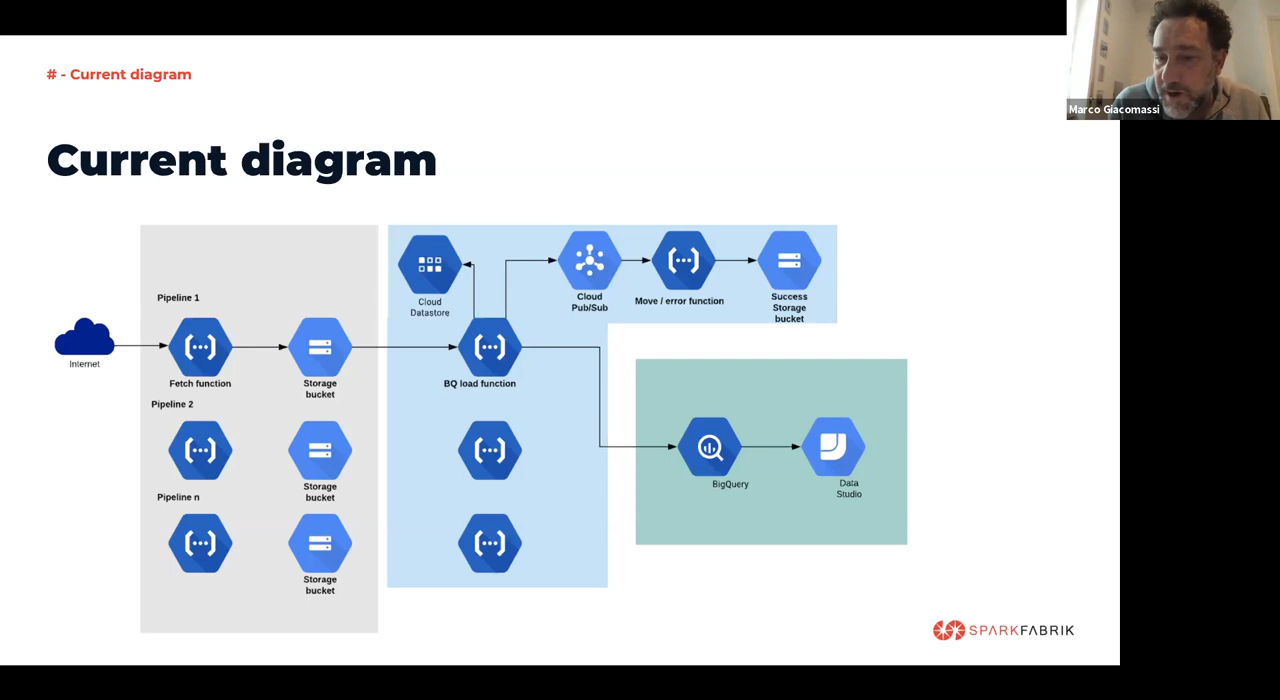 # - Current diagram
Marco Giacomassi
Current diagram
Pipeline 1
Internet
Fetch function
Storage
bucket
Cloud
Datastore
BQ load function
Cloud
Pub/Sub
Move / error function
Success
Storage
bucket
Pipeline 2
Storage
bucket
BigQuery
Data
Studio
Pipeline n
Storage
bucket
SPARKFABRIK